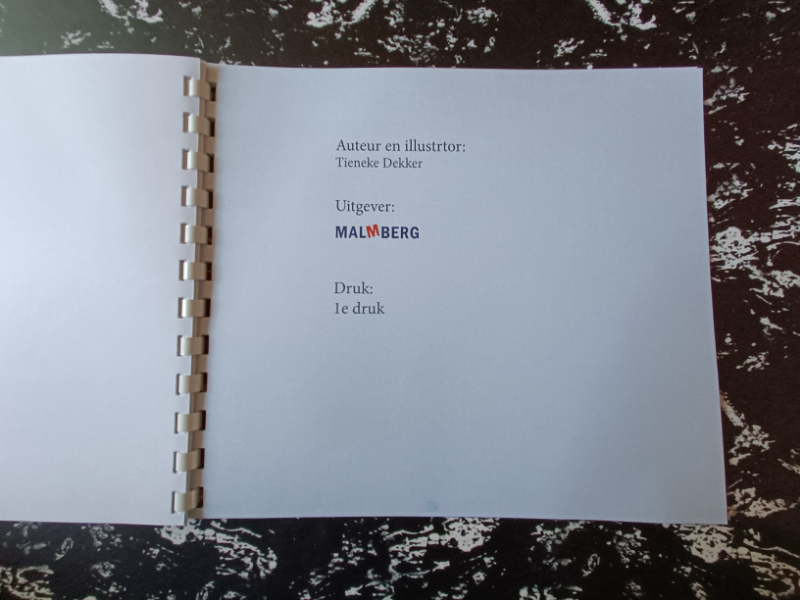 Auteur en illustrtor:
Tieneke Dekker
Uitgever:
MALMBERG
Druk:
1e druk